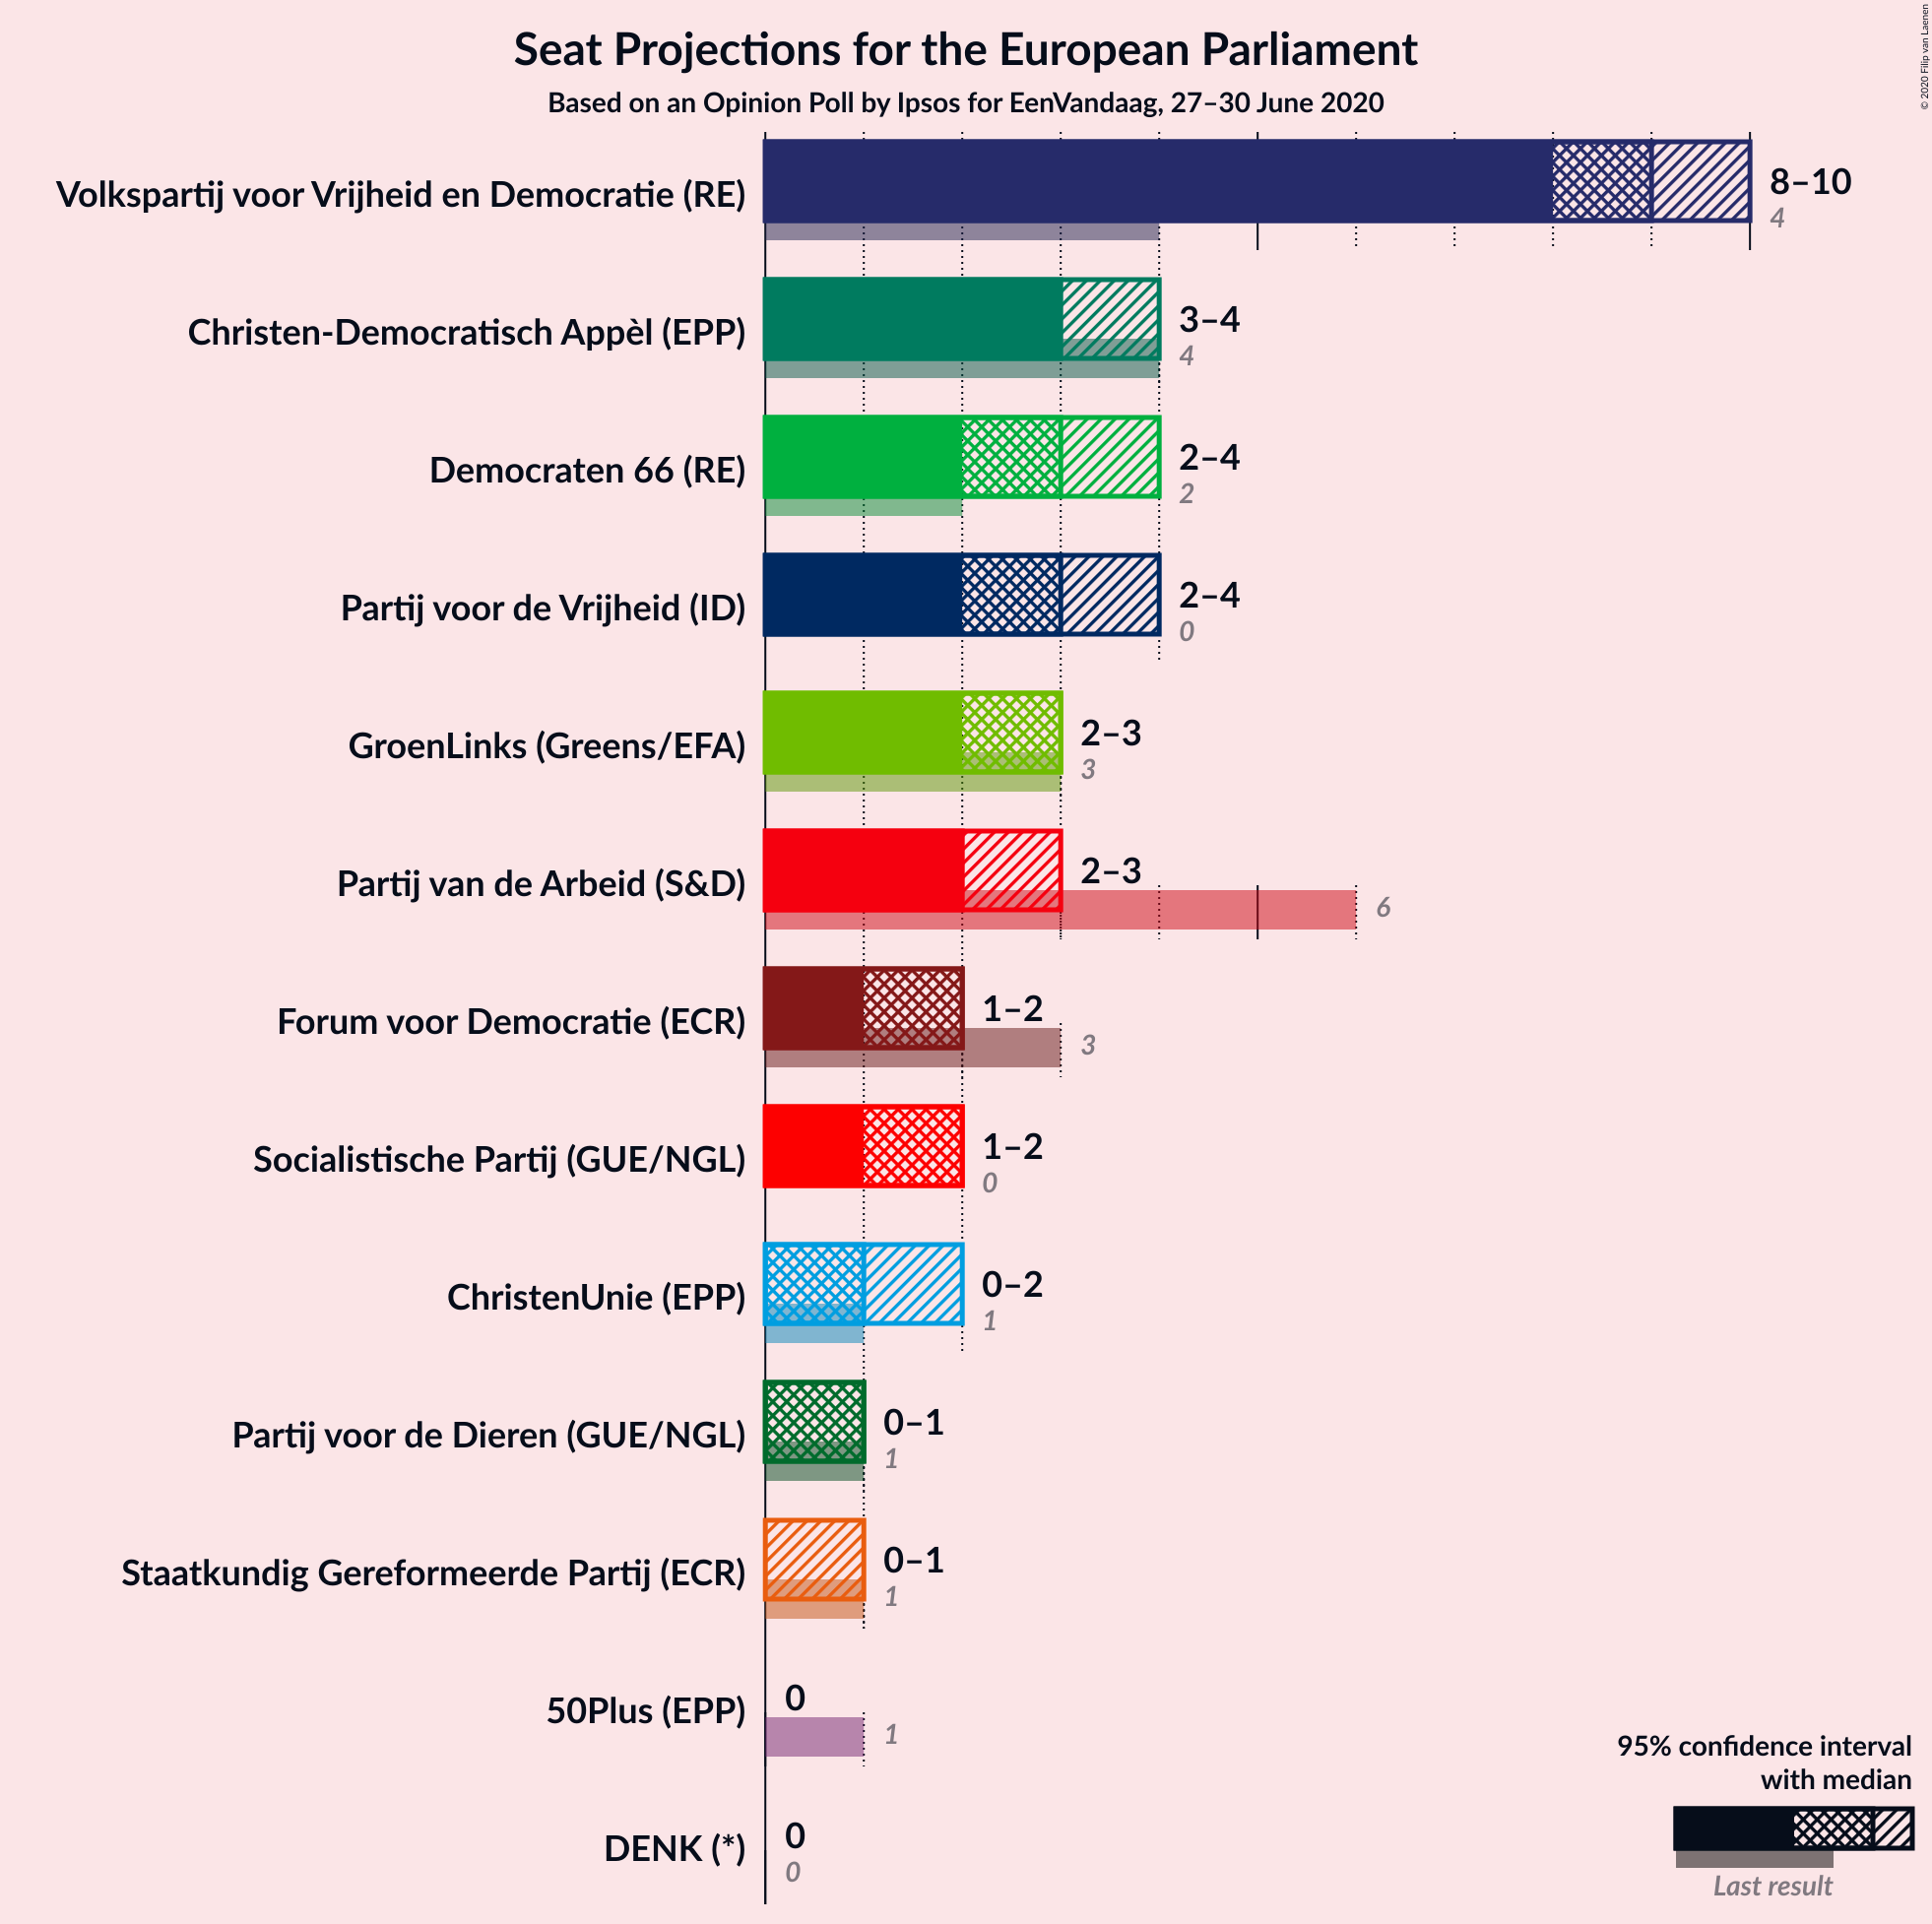 Seat Projections for the European Parliament
Based on an Opinion Poll by Ipsos for EenVandaag, 27–30 June 2020
© 2020 Filip van Laenen
Volkspartij voor Vrijheid en Democratie (RE)
8–10
4
Christen-Democratisch Appèl (EPP)
3–4
4
Democraten 66 (RE)
2–4
2
Partij voor de Vrijheid (ID)
2–4
0
GroenLinks (Greens/EFA)
2–3
3
Partij van de Arbeid (S&D)
2–3
6
Forum voor Democratie (ECR)
1–2
3
Socialistische Partij (GUE/NGL)
1–2
0
ChristenUnie (EPP)
0–2
1
Partij voor de Dieren (GUE/NGL)
0–1
1
Staatkundig Gereformeerde Partij (ECR)
0–1
1
50Plus (EPP)
0
1
DENK (*)
0
0
95% confidence interval
with median
Last result